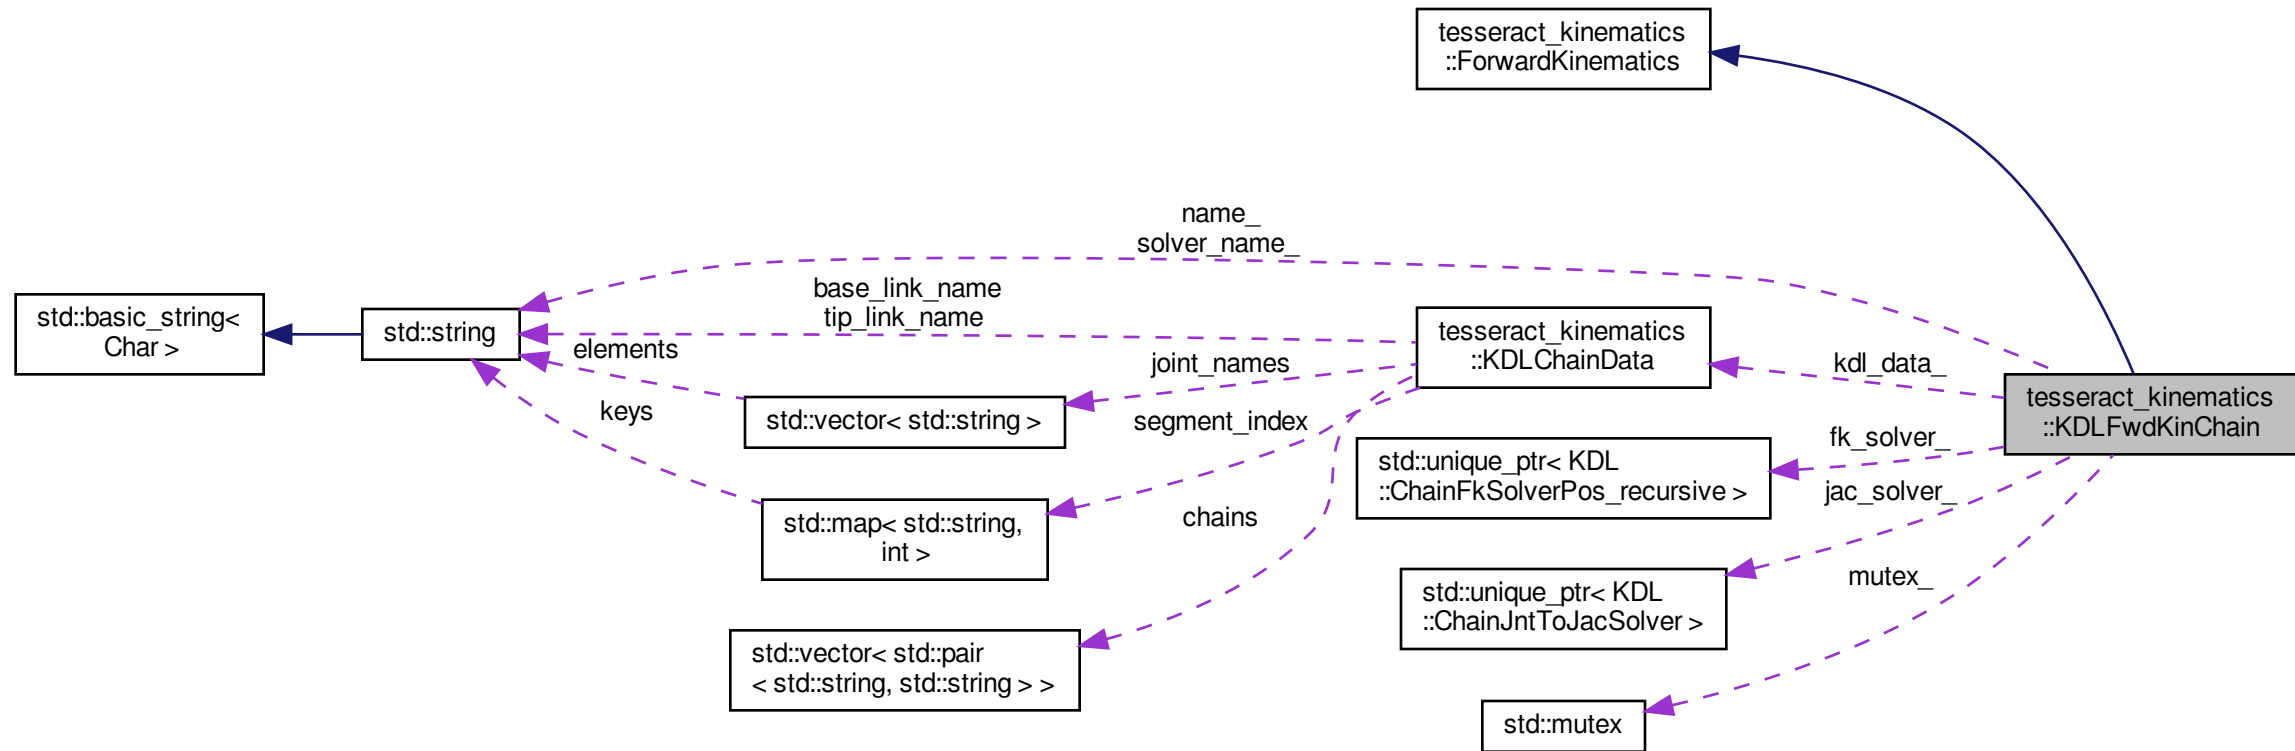 tesseract_kinematics
::ForwardKinematics
name_
solver_name_
base_link_name
tip_link_name
std::basic_string<
Char >
std::string
elements
keys
tesseract_kinematics
::KDLChainData
joint_names
kdl_data_
tesseract_kinematics
::KDLFwdKinChain
std::vector< std::string >
segment_index
fk_solver_
std::unique_ptr< KDL
::ChainFkSolverPos_recursive >
jac_solver_
std::map< std::string,
int >
chains
std::unique_ptr< KDL
::ChainJntToJacSolver >
mutex_
std::vector< std::pair
< std::string, std::string > >
std::mutex